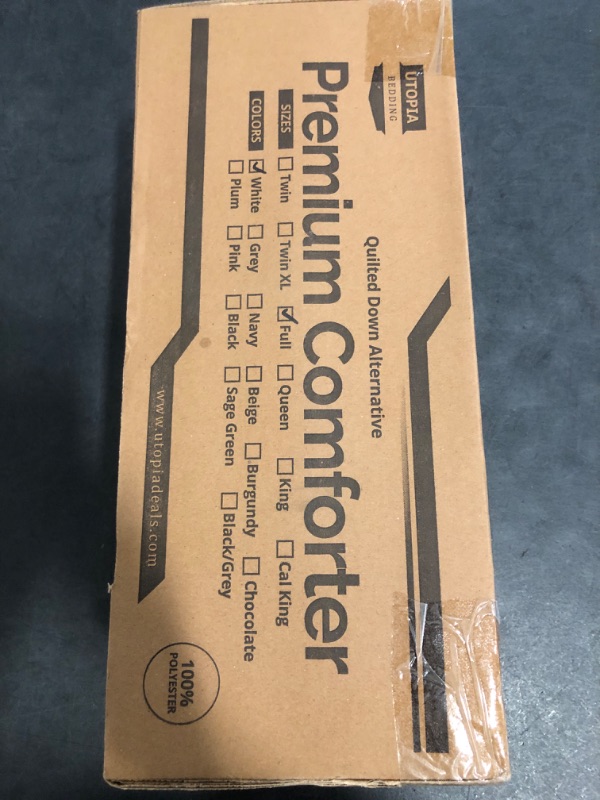 UTOPIA
BEDDING
Quilted Down Alternative
Premium Comforter
SIZES ☐ Twin ☐ Twin XL ☑ Full ☐ Queen ☐ King ☐ Cal King
COLORS ☑ White ☐ Grey ☐ Navy ☐ Beige ☐ Burgundy ☐ Chocolate
☐ Plum ☐ Pink ☐ Black ☐ Sage Green ☐ Black/Grey
www.utopiadeals.com
100%
POLYESTER